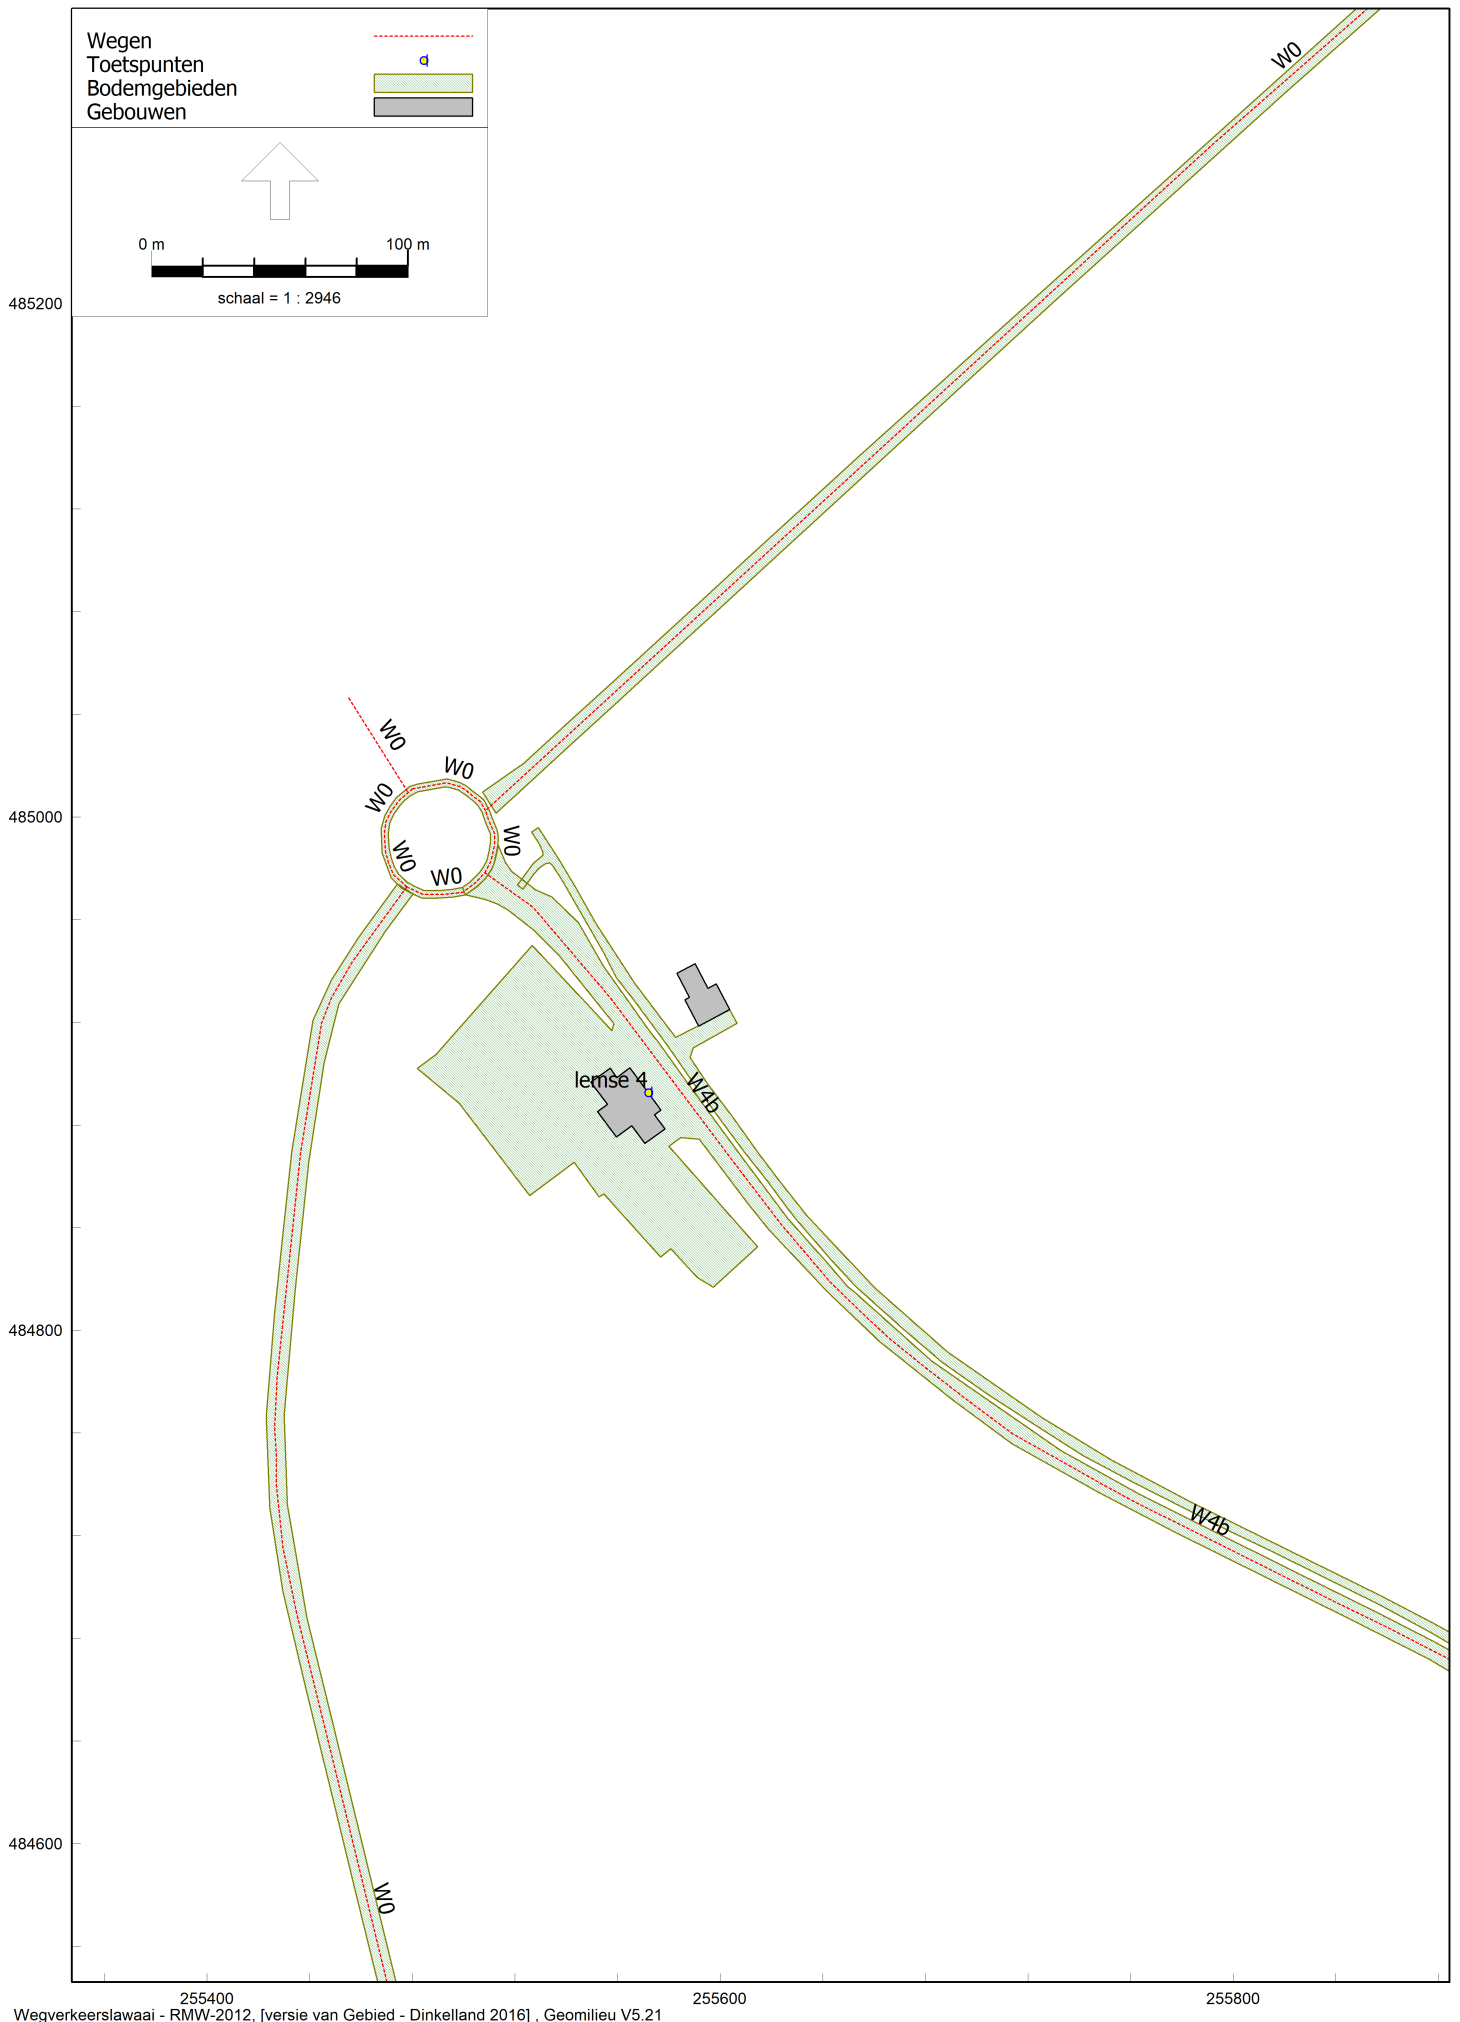 Wegen
Toetspunten
Bodemgebieden
Gebouwen
0 m 100 m
schaal = 1 : 2946
W0
485200
W0
W0
W0
485000
W0
W0
W0
lemse 4
W4b
484800
W4b
484600
W0
255400 255600 255800
Wegverkeerslawaai - RMW-2012, [versie van Gebied - Dinkelland 2016] , Geomilieu V5.21